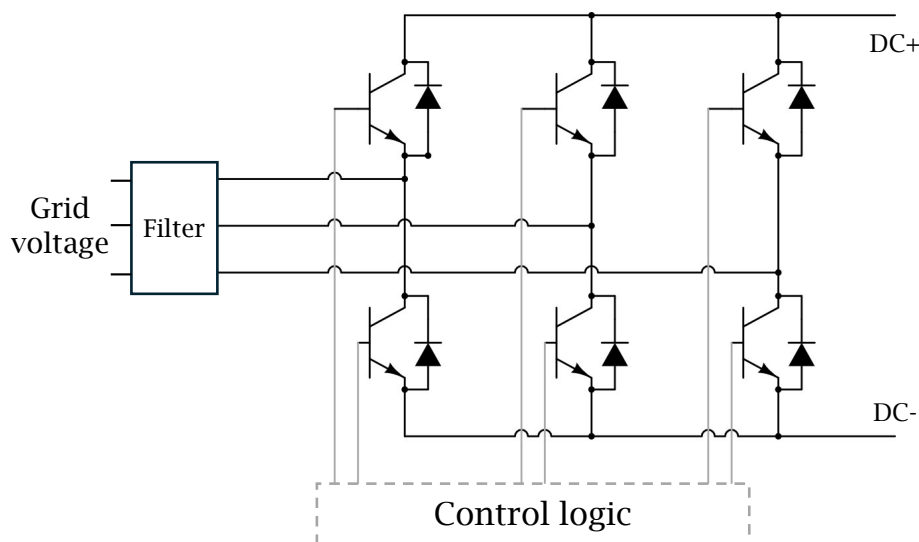 DC+
Grid
voltage
Filter
DC-
Control logic